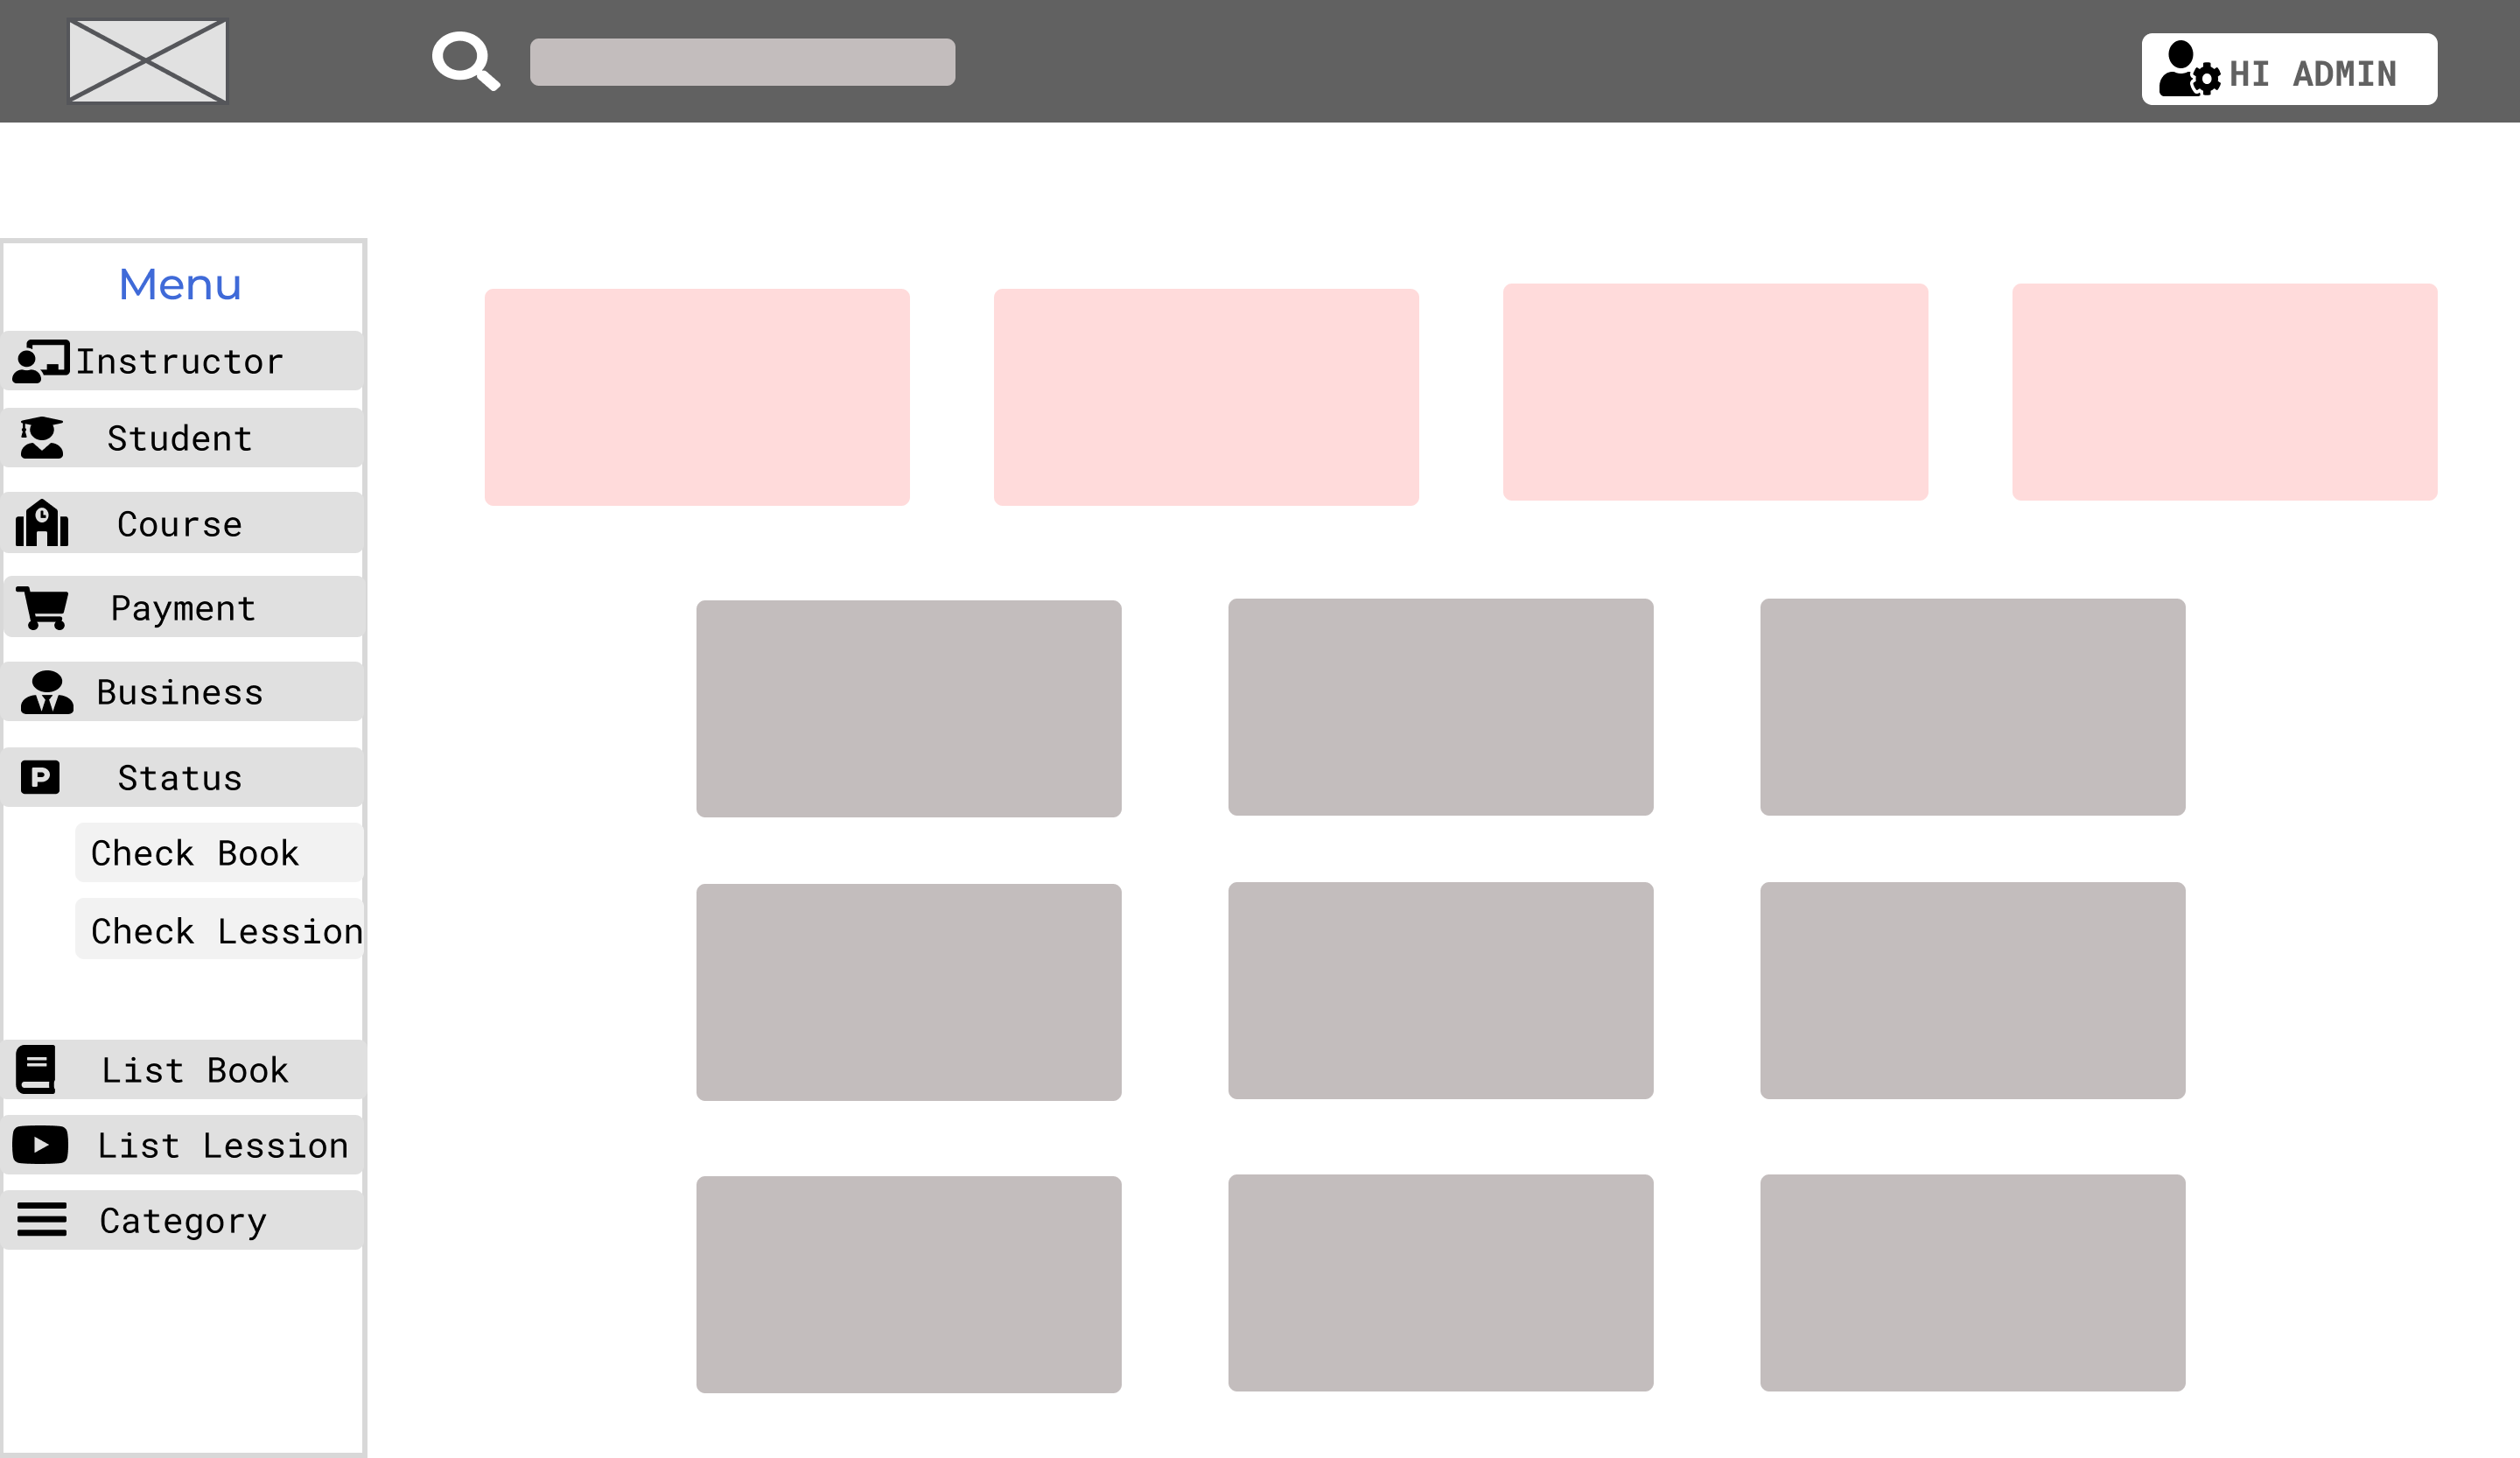 HI ADMIN
Menu
Instructor
Student
Course
Payment
Business
Status
Check Book
Check Lession
List Book
List Lession
Category